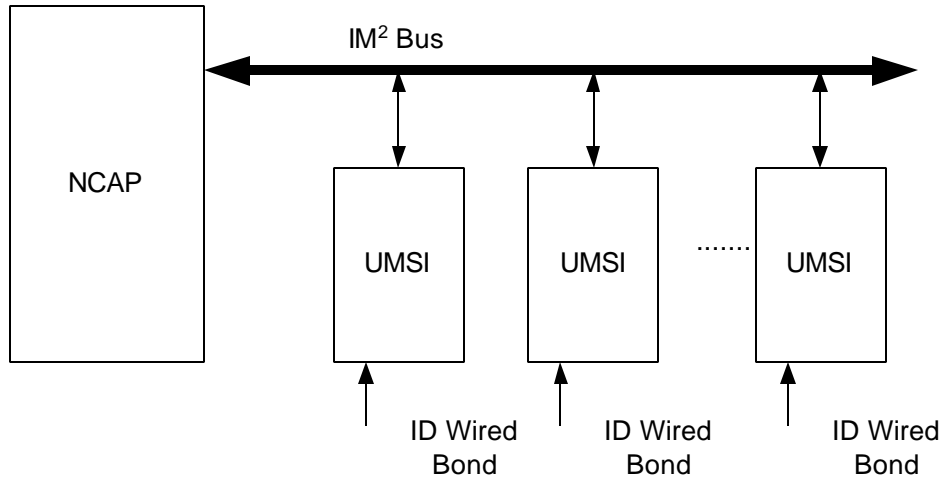 IM² Bus
NCAP
UMSI UMSI ....... UMSI
ID Wired ID Wired ID Wired
Bond Bond Bond